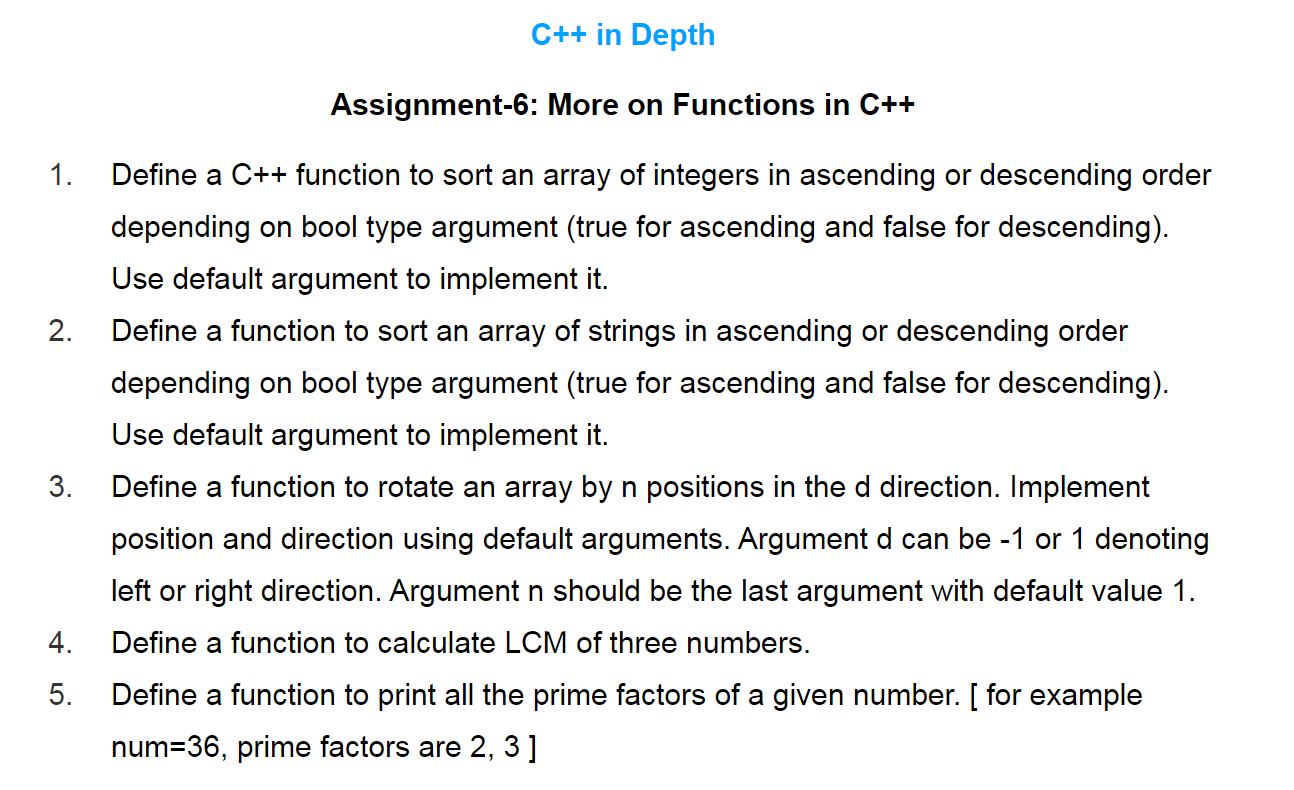 C++ in Depth
Assignment-6: More on Functions in C++
1. Define a C++ function to sort an array of integers in ascending or descending order
depending on bool type argument (true for ascending and false for descending).
Use default argument to implement it.
2. Define a function to sort an array of strings in ascending or descending order
depending on bool type argument (true for ascending and false for descending).
Use default argument to implement it.
3. Define a function to rotate an array by n positions in the d direction. Implement
position and direction using default arguments. Argument d can be -1 or 1 denoting
left or right direction. Argument n should be the last argument with default value 1.
4. Define a function to calculate LCM of three numbers.
5. Define a function to print all the prime factors of a given number. [ for example
num=36, prime factors are 2, 3 ]